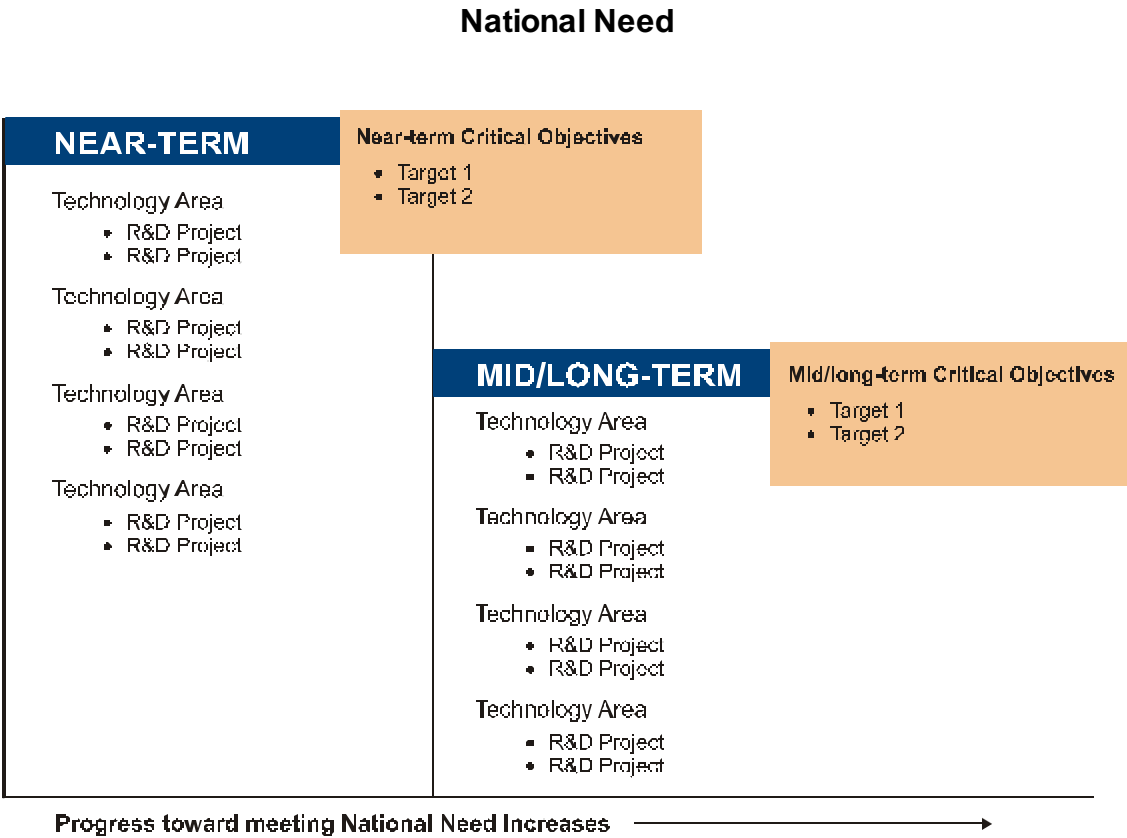 National Need
NEAR-TERM
Near-term Critical Objectives
• Target 1
• Target 2
Technology Area
• R&D Project
• R&D Project
Technology Area
• R&D Project
• R&D Project
Technology Area
• R&D Project
• R&D Project
Technology Area
• R&D Project
• R&D Project
MID/LONG-TERM
Mid/long-term Critical Objectives
• Target 1
• Target 2
Technology Area
• R&D Project
• R&D Project
Technology Area
• R&D Project
• R&D Project
Technology Area
• R&D Project
• R&D Project
Technology Area
• R&D Project
• R&D Project
Progress toward meeting National Need Increases